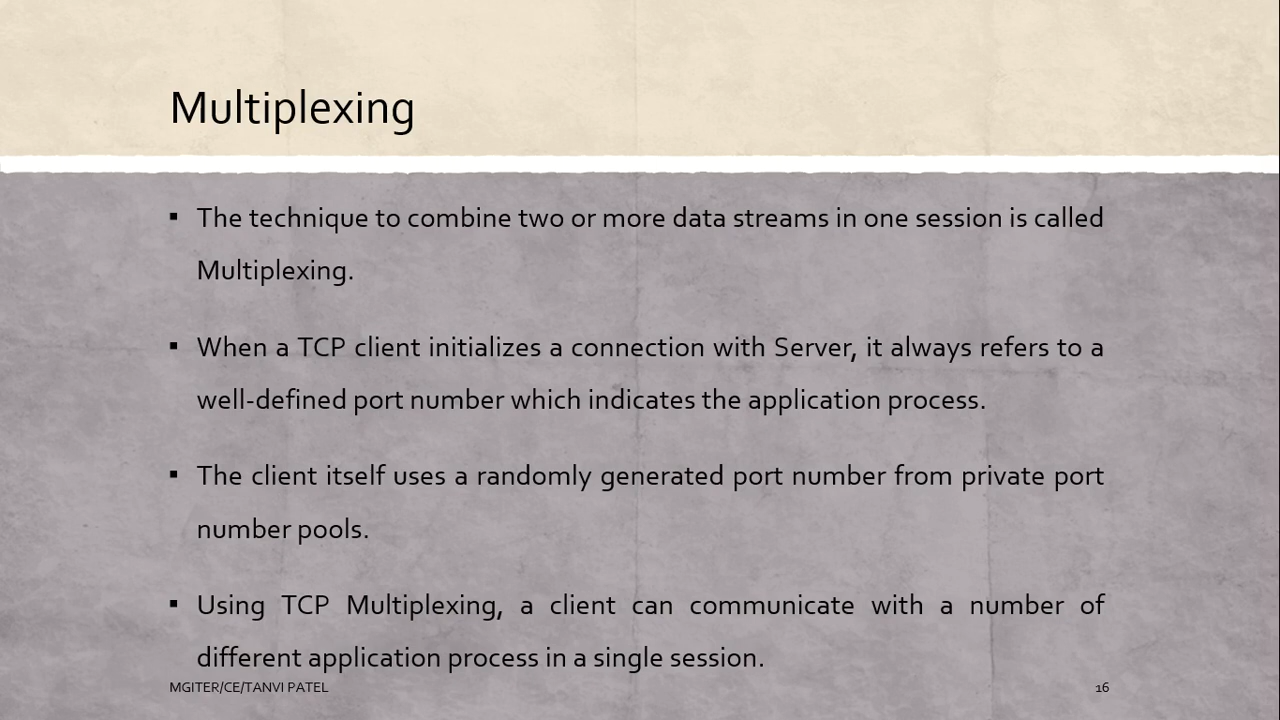 Multiplexing
▪ The technique to combine two or more data streams in one session is called
Multiplexing.
▪ When a TCP client initializes a connection with Server, it always refers to a
well-defined port number which indicates the application process.
▪ The client itself uses a randomly generated port number from private port
number pools.
▪ Using TCP Multiplexing, a client can communicate with a number of
different application process in a single session.
MGITER/CE/TANVI PATEL
16